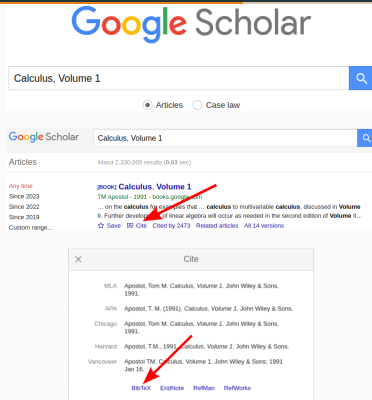 Google Scholar
Calculus, Volume 1
Articles Case law
Google Scholar Calculus, Volume 1
Articles About 2,330,000 results (0.03 sec)
Any time
Since 2023
Since 2022
Since 2019
Custom range...
[BOOK] Calculus, Volume 1
TM Apostol - 1991 - books.google.com
… on the calculus for examples that … calculus to multivariable calculus, discussed in Volume
II. Further development of linear algebra will occur as needed in the second edition of Volume II…
Save Cite Cited by 2473 Related articles All 14 versions
Cite
MLA Apostol, Tom M. Calculus, Volume 1. John Wiley & Sons,
1991.
APA Apostol, T. M. (1991). Calculus, Volume 1. John Wiley & Sons.
Chicago Apostol, Tom M. Calculus, Volume 1. John Wiley & Sons,
1991.
Harvard Apostol, T.M., 1991. Calculus, Volume 1. John Wiley & Sons.
Vancouver Apostol TM. Calculus, Volume 1. John Wiley & Sons; 1991
Jan 16.
BibTeX EndNote RefMan RefWorks